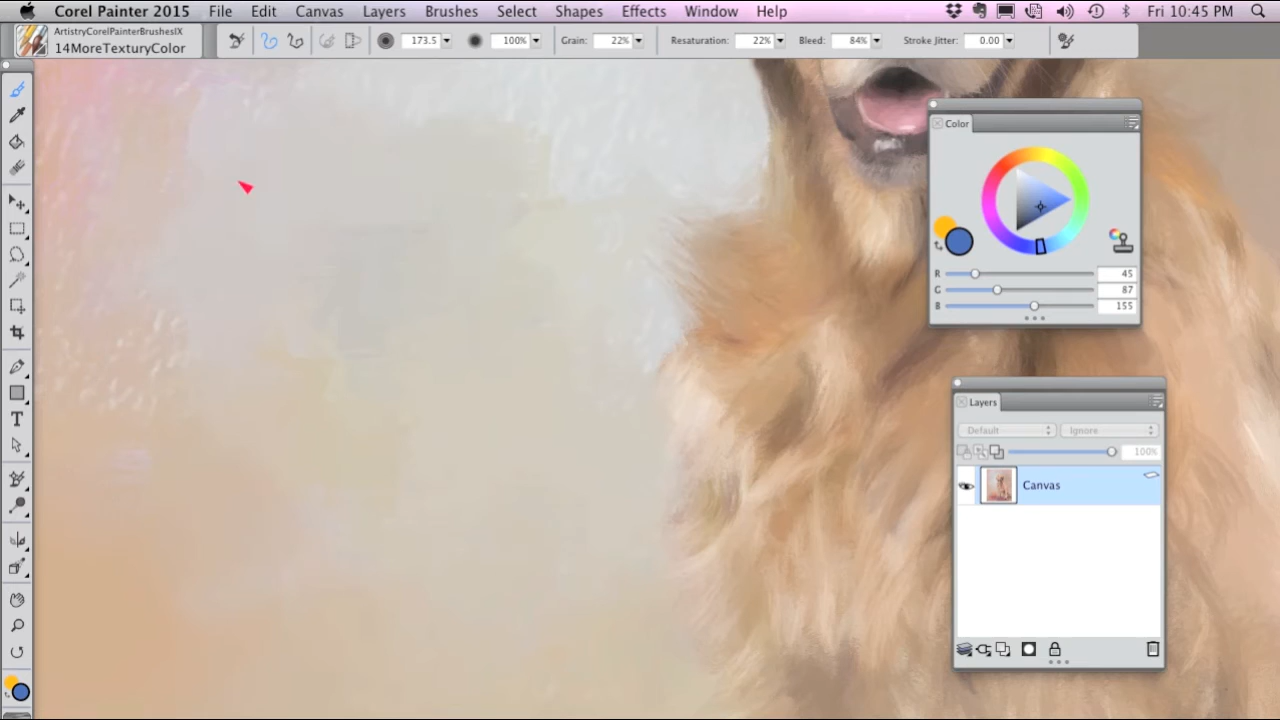 Corel Painter 2015 File Edit Canvas Layers Brushes Select Shapes Effects Window Help Fri 10:45 PM
ArtistryCorelPainterBrushesIX
14MoreTexturyColor
173.5 100% Grain: 22% Resaturation: 22% Bleed: 84% Stroke Jitter: 0.00
Color
R 45
G 87
B 155
Layers
Default Ignore
100%
Canvas
T